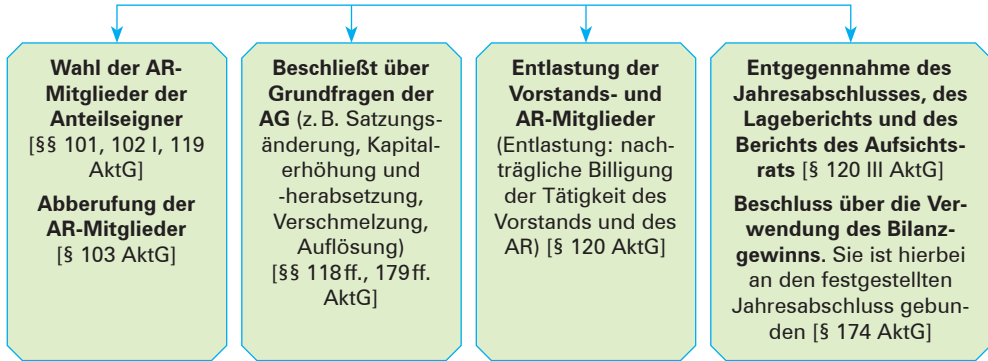 Wahl der AR-
Mitglieder der
Anteilseigner
[§§ 101, 102 I, 119
AktG]
Abberufung der
AR-Mitglieder
[§ 103 AktG]
Beschließt über
Grundfragen der
AG (z. B. Satzungs-
änderung, Kapital-
erhöhung und
-herabsetzung,
Verschmelzung,
Auflösung)
[§§ 118 ff., 179 ff.
AktG]
Entlastung der
Vorstands- und
AR-Mitglieder
(Entlastung: nach-
trägliche Billigung
der Tätigkeit des
Vorstands und des
AR) [§ 120 AktG]
Entgegennahme des
Jahresabschlusses, des
Lageberichts und des
Berichts des Aufsichts-
rats [§ 120 III AktG]
Beschluss über die Ver-
wendung des Bilanz-
gewinns. Sie ist hierbei
an den festgestellten
Jahresabschluss gebun-
den [§ 174 AktG]